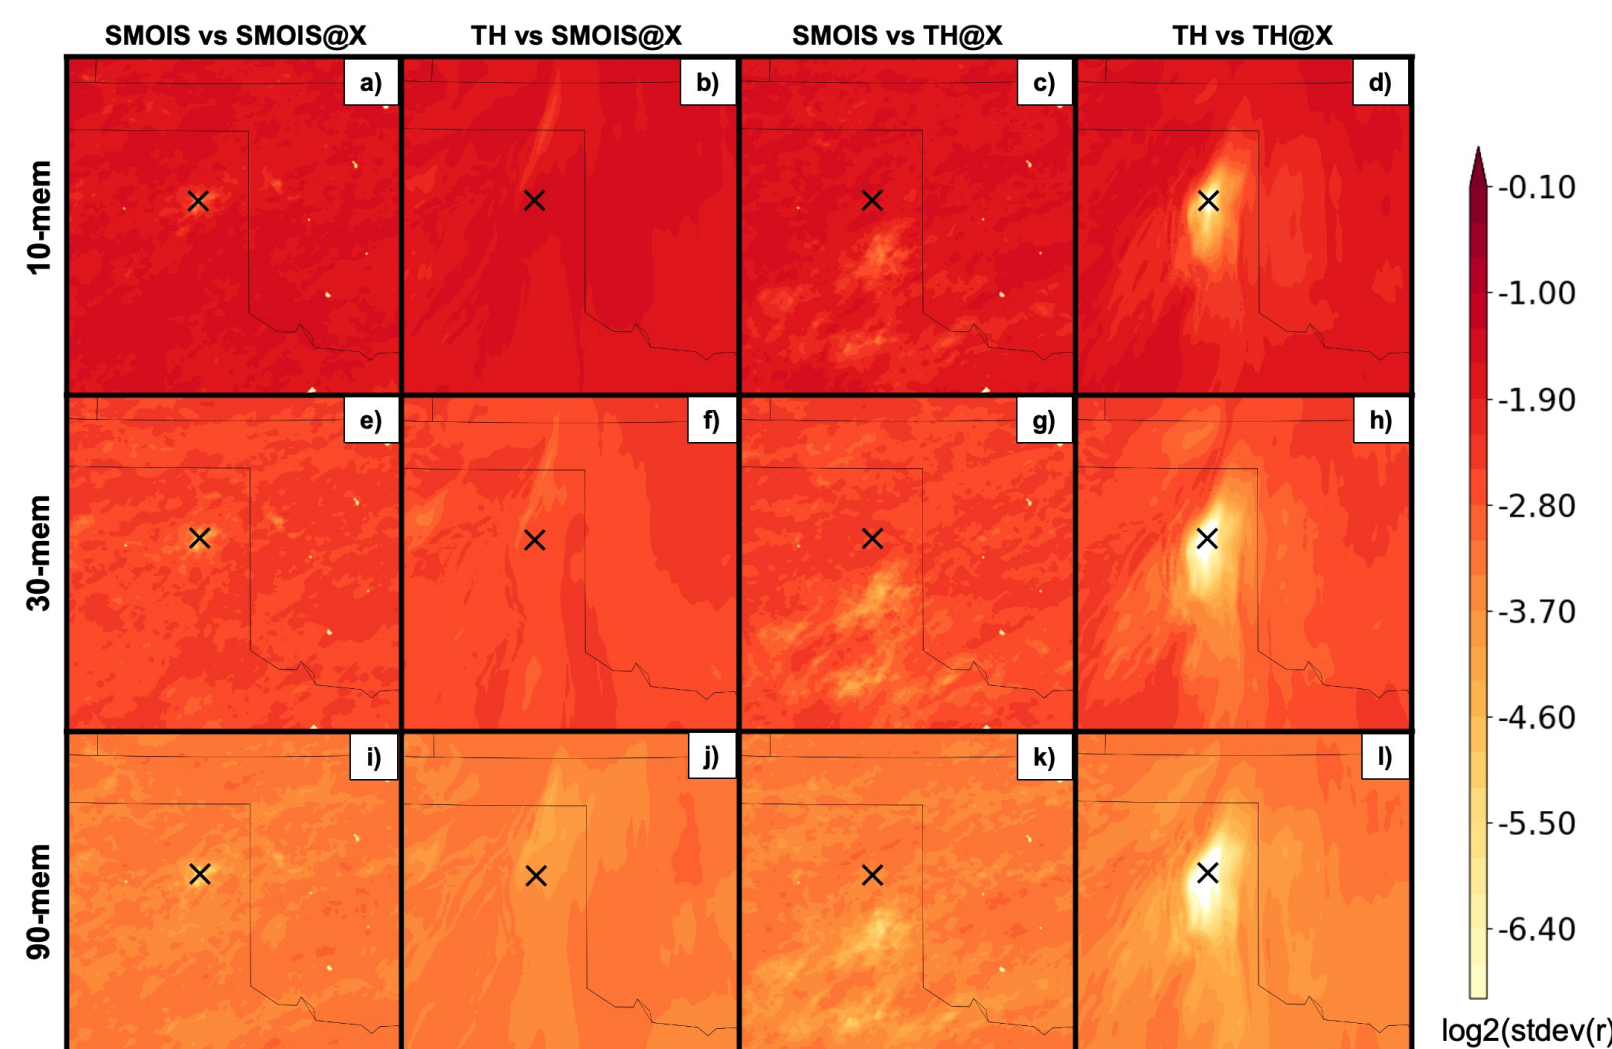 SMOIS vs SMOIS@X
TH vs SMOIS@X
SMOIS vs TH@X
TH vs TH@X
10-mem
a)
b)
c)
d)
30-mem
e)
f)
g)
h)
90-mem
i)
j)
k)
l)
-0.10
-1.00
-1.90
-2.80
-3.70
-4.60
-5.50
-6.40
log2(stdev(r)